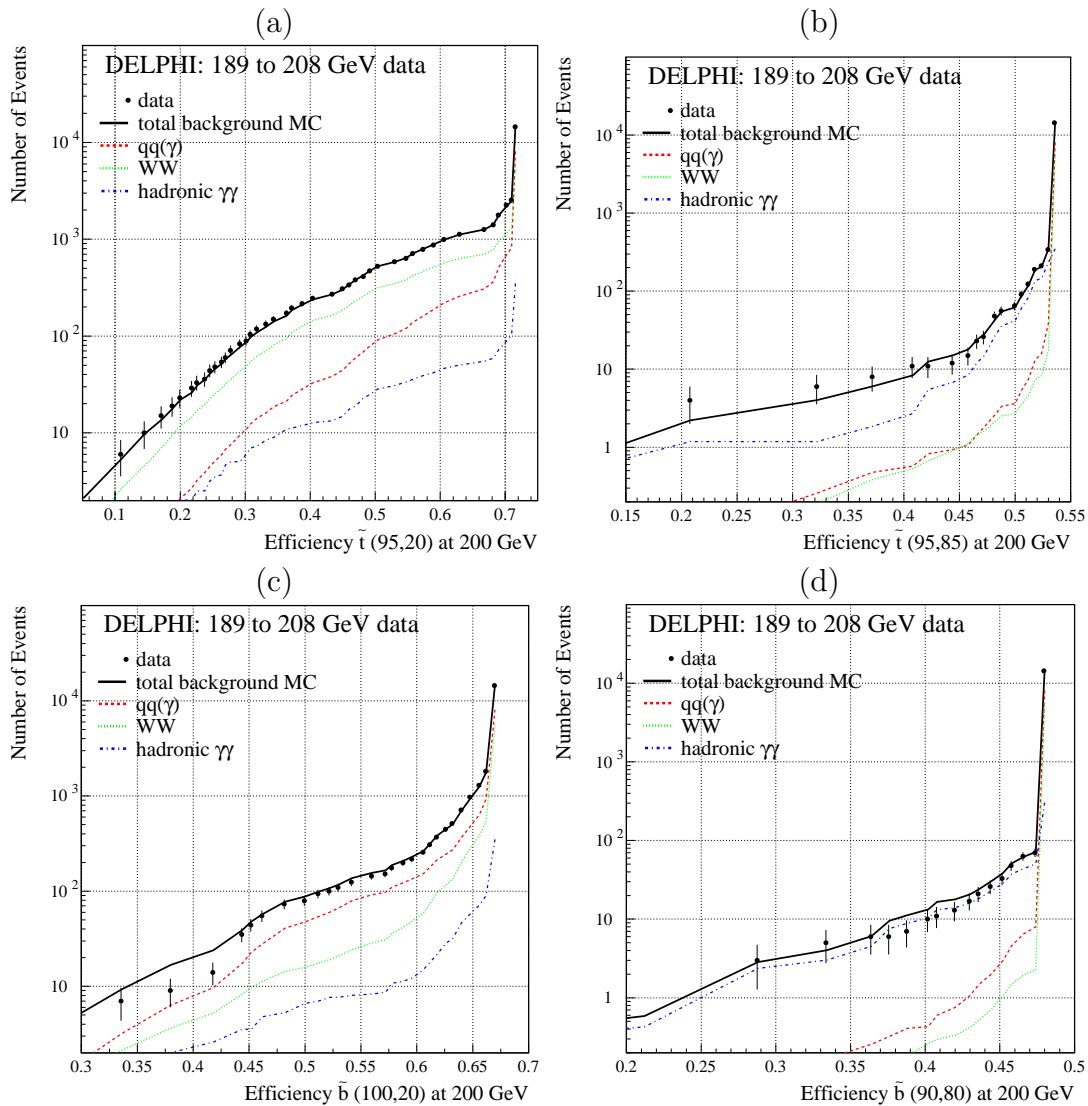 (a)
Number of Events
DELPHI: 189 to 208 GeV data
data
total background MC
qq(γ)
WW
hadronic γγ
10⁴
10³
10²
10
0.1 0.2 0.3 0.4 0.5 0.6 0.7
Efficiency t̃ (95,20) at 200 GeV
(b)
Number of Events
DELPHI: 189 to 208 GeV data
data
total background MC
qq(γ)
WW
hadronic γγ
10⁴
10³
10²
10
1
0.15 0.2 0.25 0.3 0.35 0.4 0.45 0.5 0.55
Efficiency t̃ (95,85) at 200 GeV
(c)
Number of Events
DELPHI: 189 to 208 GeV data
data
total background MC
qq(γ)
WW
hadronic γγ
10⁴
10³
10²
10
0.3 0.35 0.4 0.45 0.5 0.55 0.6 0.65 0.7
Efficiency b̃ (100,20) at 200 GeV
(d)
Number of Events
DELPHI: 189 to 208 GeV data
data
total background MC
qq(γ)
WW
hadronic γγ
10⁴
10³
10²
10
1
0.2 0.25 0.3 0.35 0.4 0.45 0.5
Efficiency b̃ (90,80) at 200 GeV